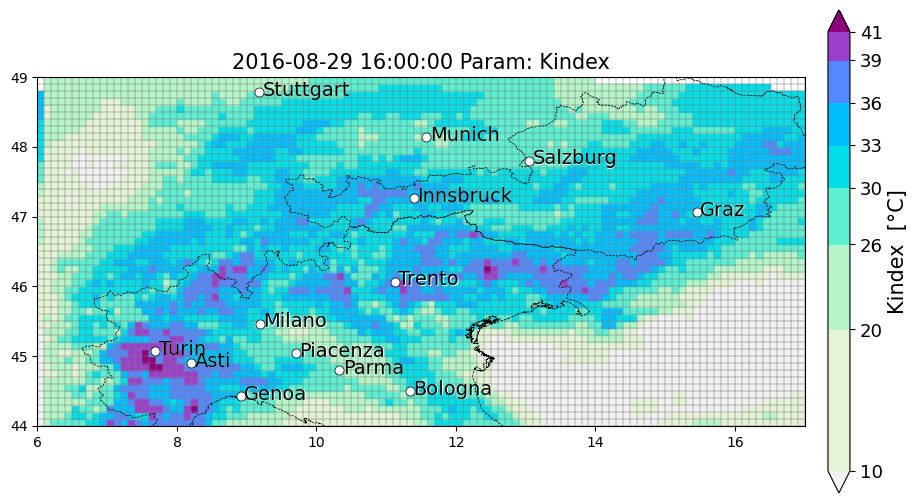 2016-08-29 16:00:00 Param: Kindex
49
48
47
46
45
44
6
8
10
12
14
16
Stuttgart
Munich
Salzburg
Innsbruck
Graz
Trento
Milano
Turin
Asti
Piacenza
Parma
Genoa
Bologna
41
39
36
33
30
26
20
10
Kindex [°C]